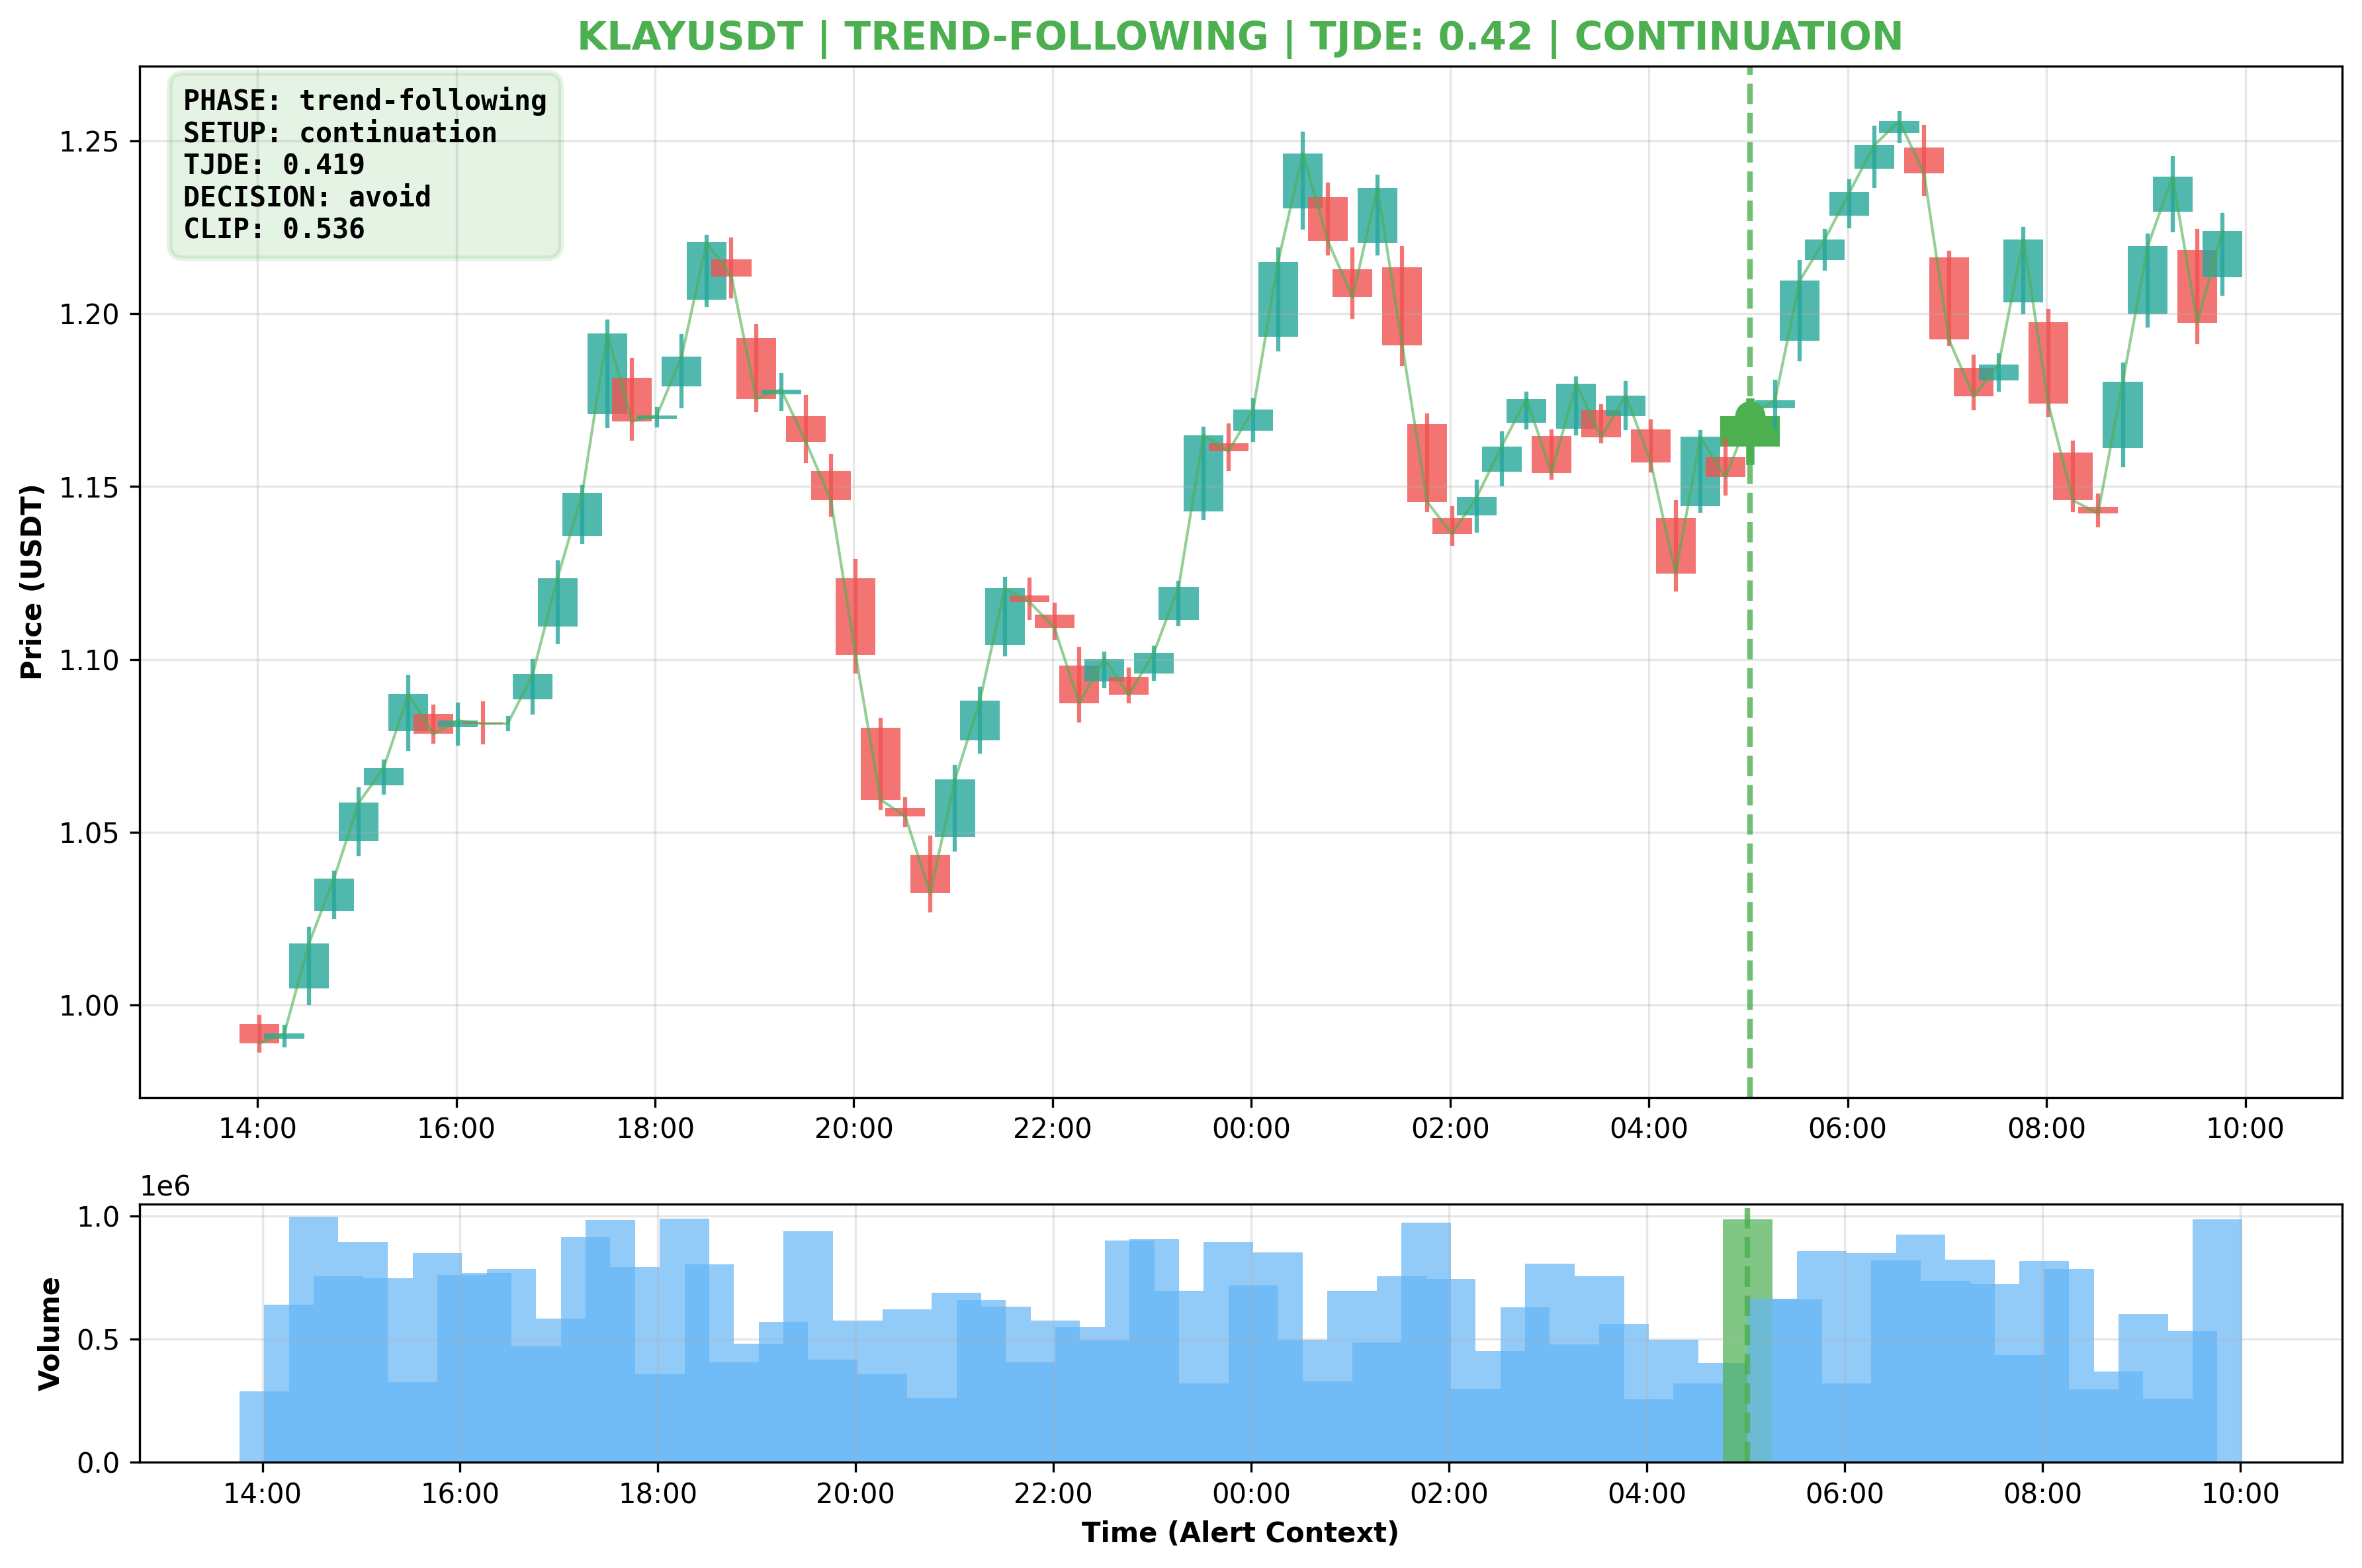 KLAYUSDT | TREND-FOLLOWING | TJDE: 0.42 | CONTINUATION
PHASE: trend-following
SETUP: continuation
TJDE: 0.419
DECISION: avoid
CLIP: 0.536
Price (USDT)
1.25
1.20
1.15
1.10
1.05
1.00
14:00 16:00 18:00 20:00 22:00 00:00 02:00 04:00 06:00 08:00 10:00
1e6
Volume
1.0
0.5
0.0
14:00 16:00 18:00 20:00 22:00 00:00 02:00 04:00 06:00 08:00 10:00
Time (Alert Context)